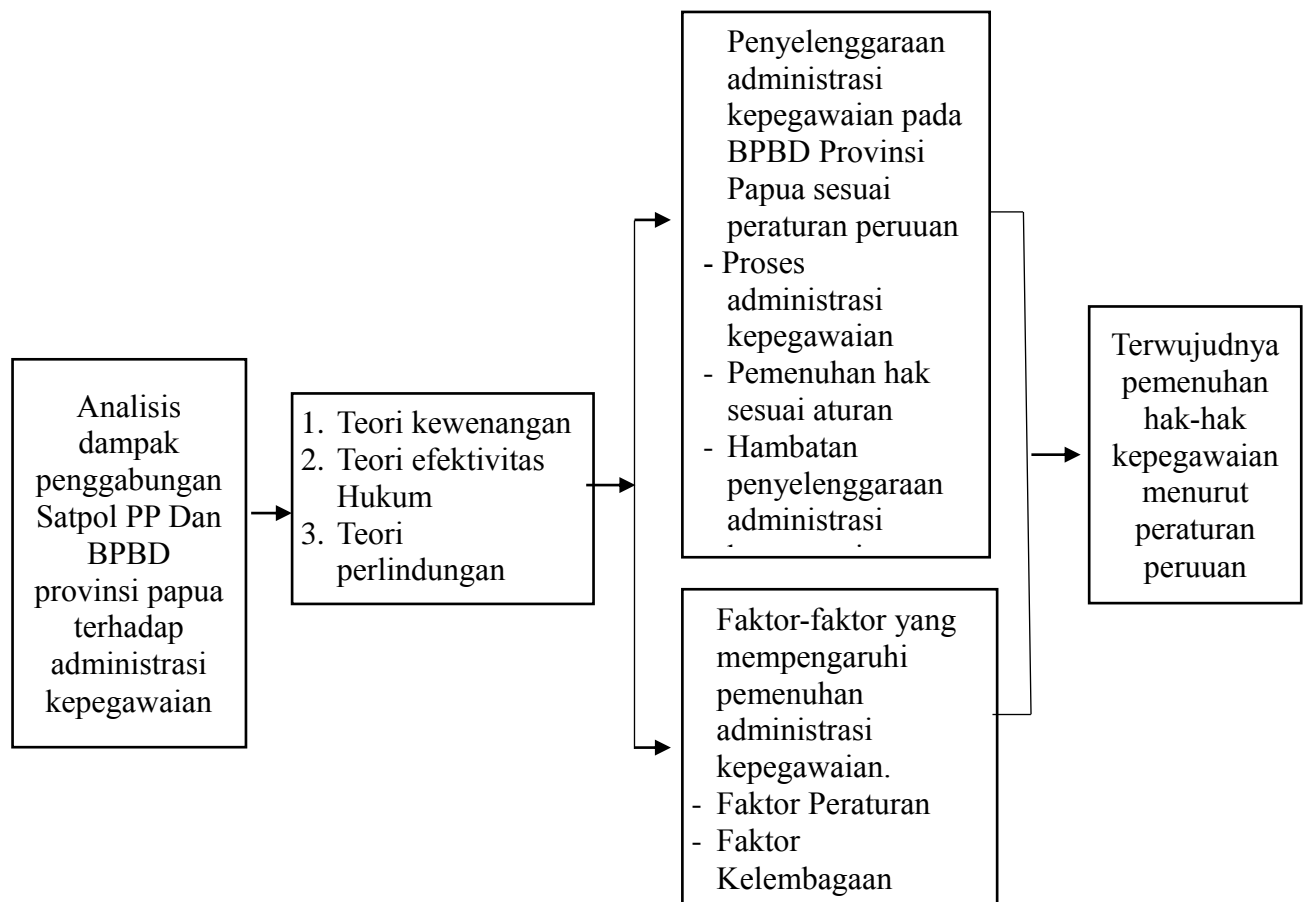 Analisis
dampak
penggabungan
Satpol PP Dan
BPBD
provinsi papua
terhadap
administrasi
kepegawaian
1. Teori kewenangan
2. Teori efektivitas
Hukum
3. Teori
perlindungan
Penyelenggaraan
administrasi
kepegawaian pada
BPBD Provinsi
Papua sesuai
peraturan peruuan
- Proses
administrasi
kepegawaian
- Pemenuhan hak
sesuai aturan
- Hambatan
penyelenggaraan
administrasi
Faktor-faktor yang
mempengaruhi
pemenuhan
administrasi
kepegawaian.
- Faktor Peraturan
- Faktor
Kelembagaan
Terwujudnya
pemenuhan
hak-hak
kepegawaian
menurut
peraturan
peruuan